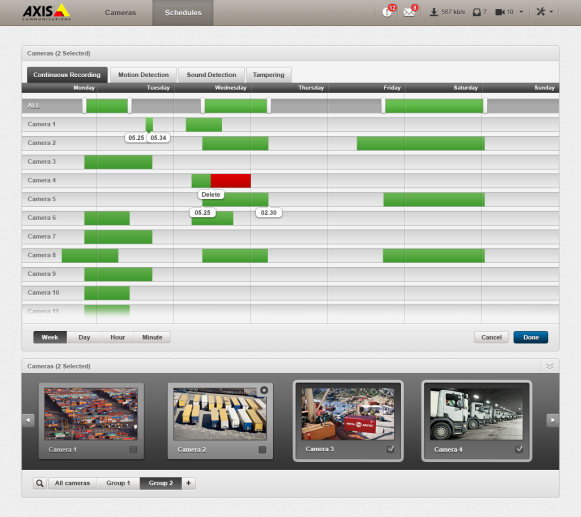 AXIS
COMMUNICATIONS
Cameras Schedules 12 8 567 kb/s 7 10
Cameras (2 Selected)
Continuous Recording Motion Detection Sound Detection Tampering
Monday Tuesday Wednesday Thursday Friday Saturday Sunday
ALL
Camera 1
05.25 05.34
Camera 2
Camera 3
Camera 4
Delete
Camera 5
05.25 02.30
Camera 6
Camera 7
Camera 8
Camera 9
Camera 10
Camera 11
Week Day Hour Minute Cancel Done
Cameras (2 Selected)
Camera 1 Camera 2 Camera 3 Camera 4
All cameras Group 1 Group 2 +